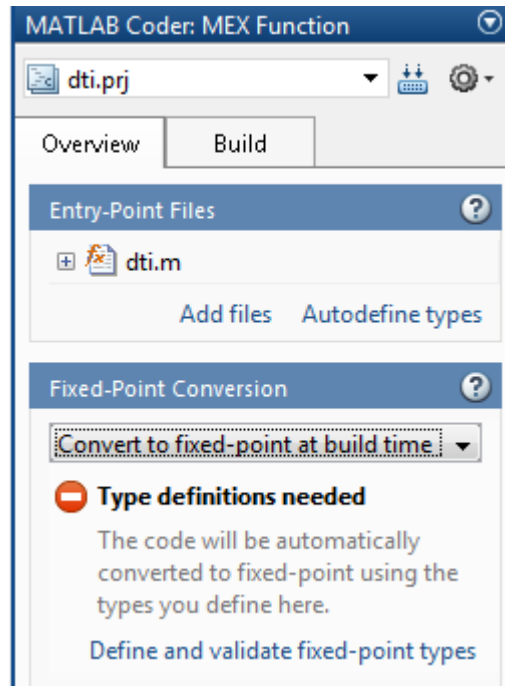 MATLAB Coder: MEX Function
dti.prj
Overview Build
Entry-Point Files ?
dti.m
Add files Autodefine types
Fixed-Point Conversion ?
Convert to fixed-point at build time
Type definitions needed
The code will be automatically
converted to fixed-point using the
types you define here.
Define and validate fixed-point types